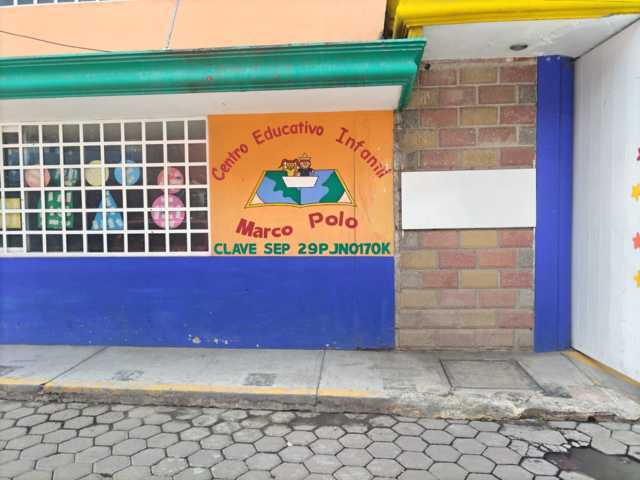 Centro Educativo Infantil
Marco Polo
CLAVE SEP 29PJN0170K